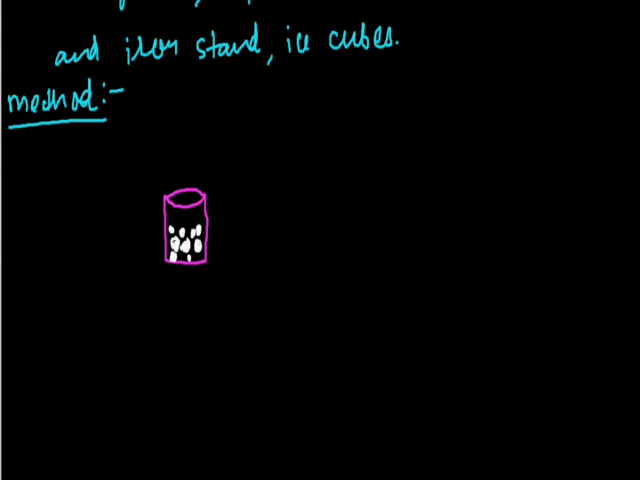 and iron stand, ice cubes.
method:-